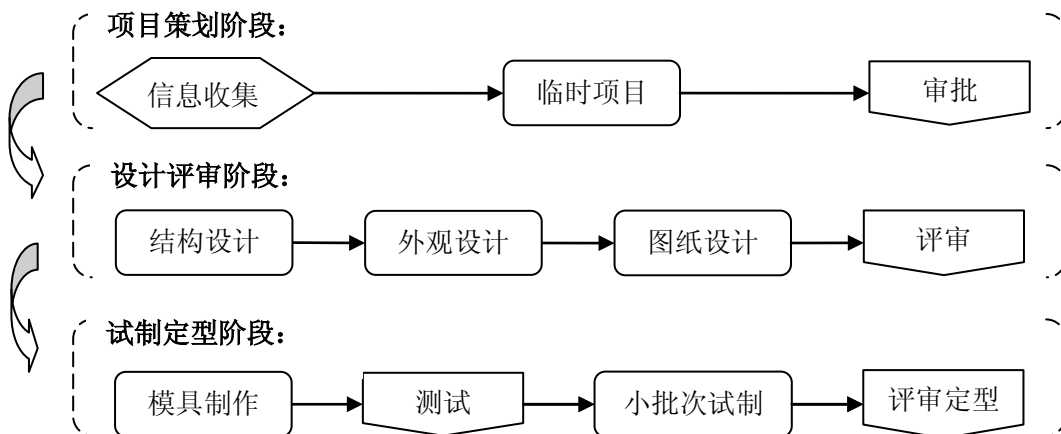 项目策划阶段：
信息收集 临时项目 审批
设计评审阶段：
结构设计 外观设计 图纸设计 评审
试制定型阶段：
模具制作 测试 小批次试制 评审定型